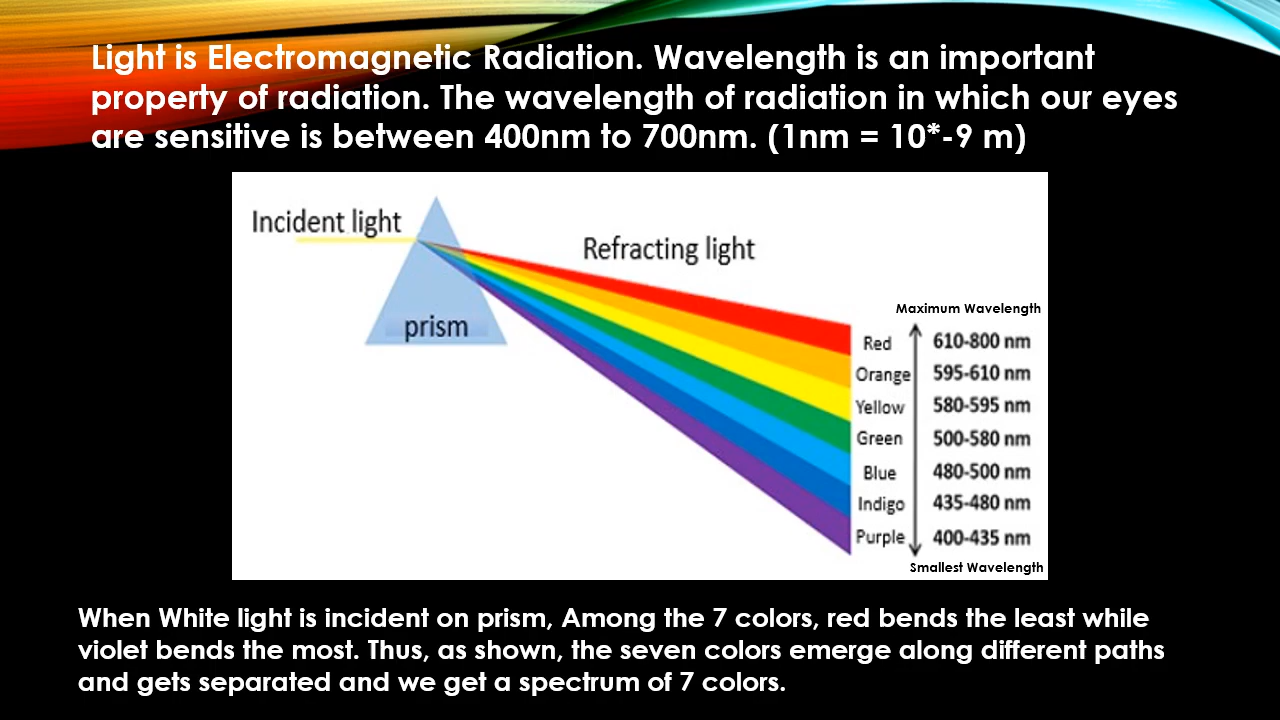 Light is Electromagnetic Radiation. Wavelength is an important
property of radiation. The wavelength of radiation in which our eyes
are sensitive is between 400nm to 700nm. (1nm = 10*-9 m)
Incident light
Refracting light
prism
Maximum Wavelength
Red 610-800 nm
Orange 595-610 nm
Yellow 580-595 nm
Green 500-580 nm
Blue 480-500 nm
Indigo 435-480 nm
Purple 400-435 nm
Smallest Wavelength
When White light is incident on prism, Among the 7 colors, red bends the least while
violet bends the most. Thus, as shown, the seven colors emerge along different paths
and gets separated and we get a spectrum of 7 colors.